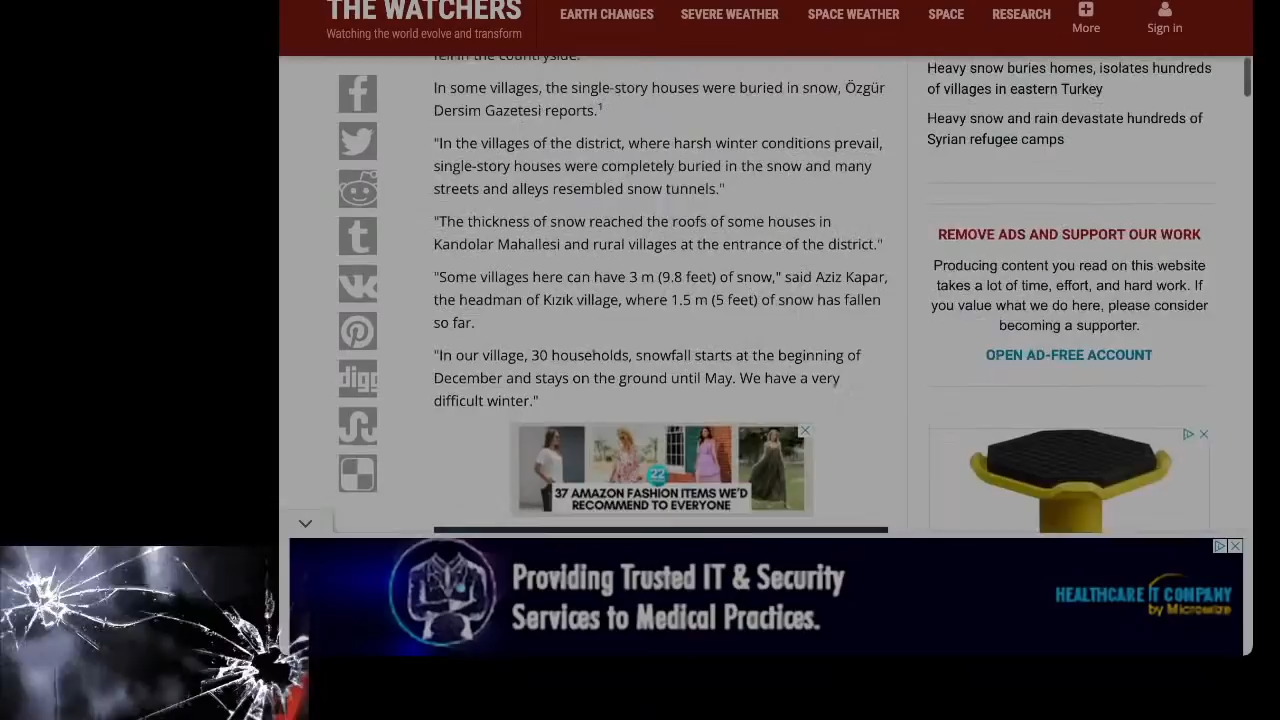 THE WATCHERS
Watching the world evolve and transform
EARTH CHANGES
SEVERE WEATHER
SPACE WEATHER
SPACE
RESEARCH
More
Sign in
In some villages, the single-story houses were buried in snow, Özgür
Dersim Gazetesi reports.1
"In the villages of the district, where harsh winter conditions prevail,
single-story houses were completely buried in the snow and many
streets and alleys resembled snow tunnels."
"The thickness of snow reached the roofs of some houses in
Kandolar Mahallesi and rural villages at the entrance of the district."
"Some villages here can have 3 m (9.8 feet) of snow," said Aziz Kapar,
the headman of Kızık village, where 1.5 m (5 feet) of snow has fallen
so far.
"In our village, 30 households, snowfall starts at the beginning of
December and stays on the ground until May. We have a very
difficult winter."
digg
22
37 AMAZON FASHION ITEMS WE'D
RECOMMEND TO EVERYONE
Heavy snow buries homes, isolates hundreds
of villages in eastern Turkey
Heavy snow and rain devastate hundreds of
Syrian refugee camps
REMOVE ADS AND SUPPORT OUR WORK
Producing content you read on this website
takes a lot of time, effort, and hard work. If
you value what we do here, please consider
becoming a supporter.
OPEN AD-FREE ACCOUNT
Providing Trusted IT & Security
Services to Medical Practices.
HEALTHCARE IT COMPANY
by Microwize